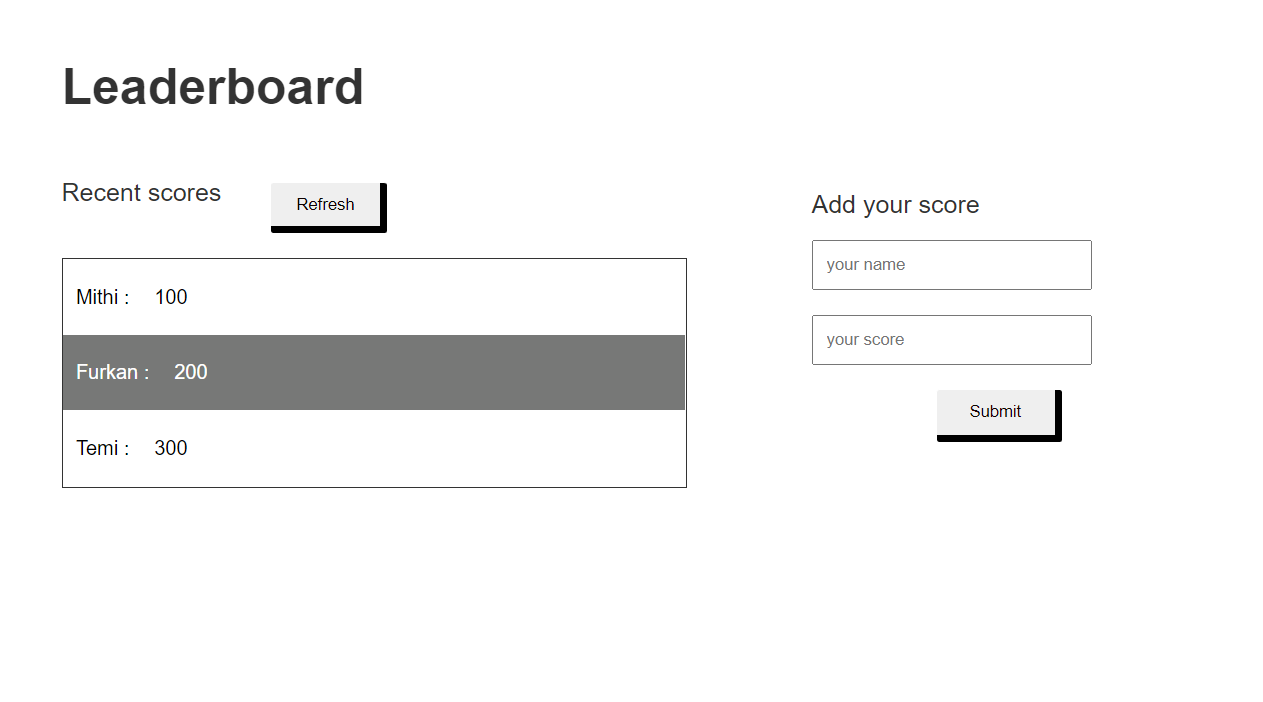 Leaderboard
Recent scores
Refresh
Mithi : 100
Furkan : 200
Temi : 300
Add your score
your name
your score
Submit